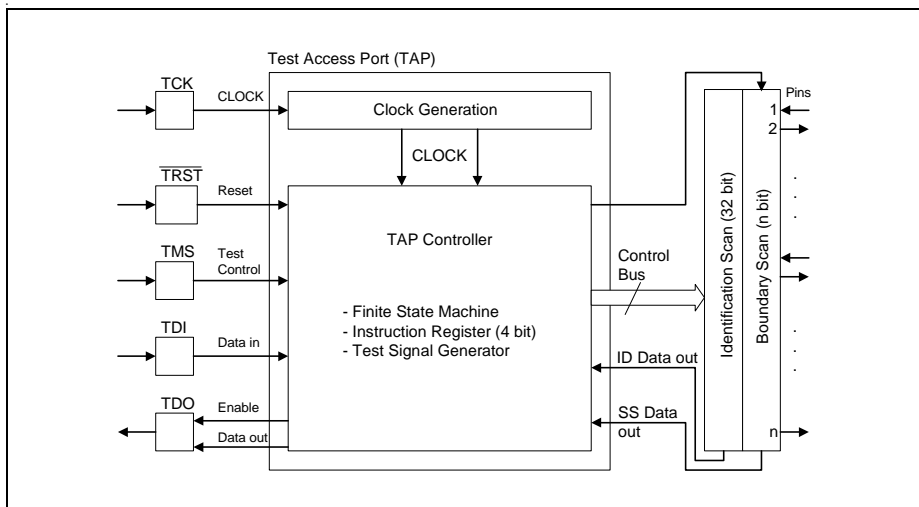 Test Access Port (TAP)
TCK
CLOCK
Clock Generation
Pins
1
2
CLOCK
TRST
Reset
TAP Controller
TMS
Test
Control
Control
Bus
- Finite State Machine
- Instruction Register (4 bit)
- Test Signal Generator
TDI
Data in
ID Data out
TDO
Enable
Data out
SS Data
out
n
Identification Scan (32 bit)
Boundary Scan (n bit)